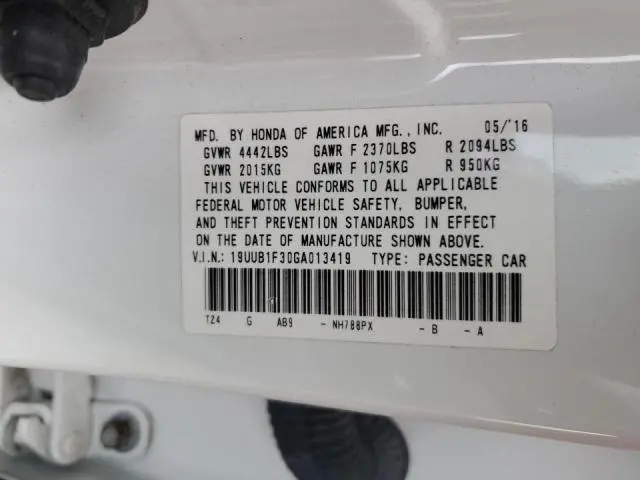 MFD. BY HONDA OF AMERICA MFG., INC. 05/'16
GVWR 4442LBS GAWR F 2370LBS R 2094LBS
GVWR 2015KG GAWR F 1075KG R 950KG
THIS VEHICLE CONFORMS TO ALL APPLICABLE
FEDERAL MOTOR VEHICLE SAFETY, BUMPER,
AND THEFT PREVENTION STANDARDS IN EFFECT
ON THE DATE OF MANUFACTURE SHOWN ABOVE.
V.I.N.: 19UUB1F30GA013419 TYPE: PASSENGER CAR
TZ4 G AB9 - NH788PX - B - A